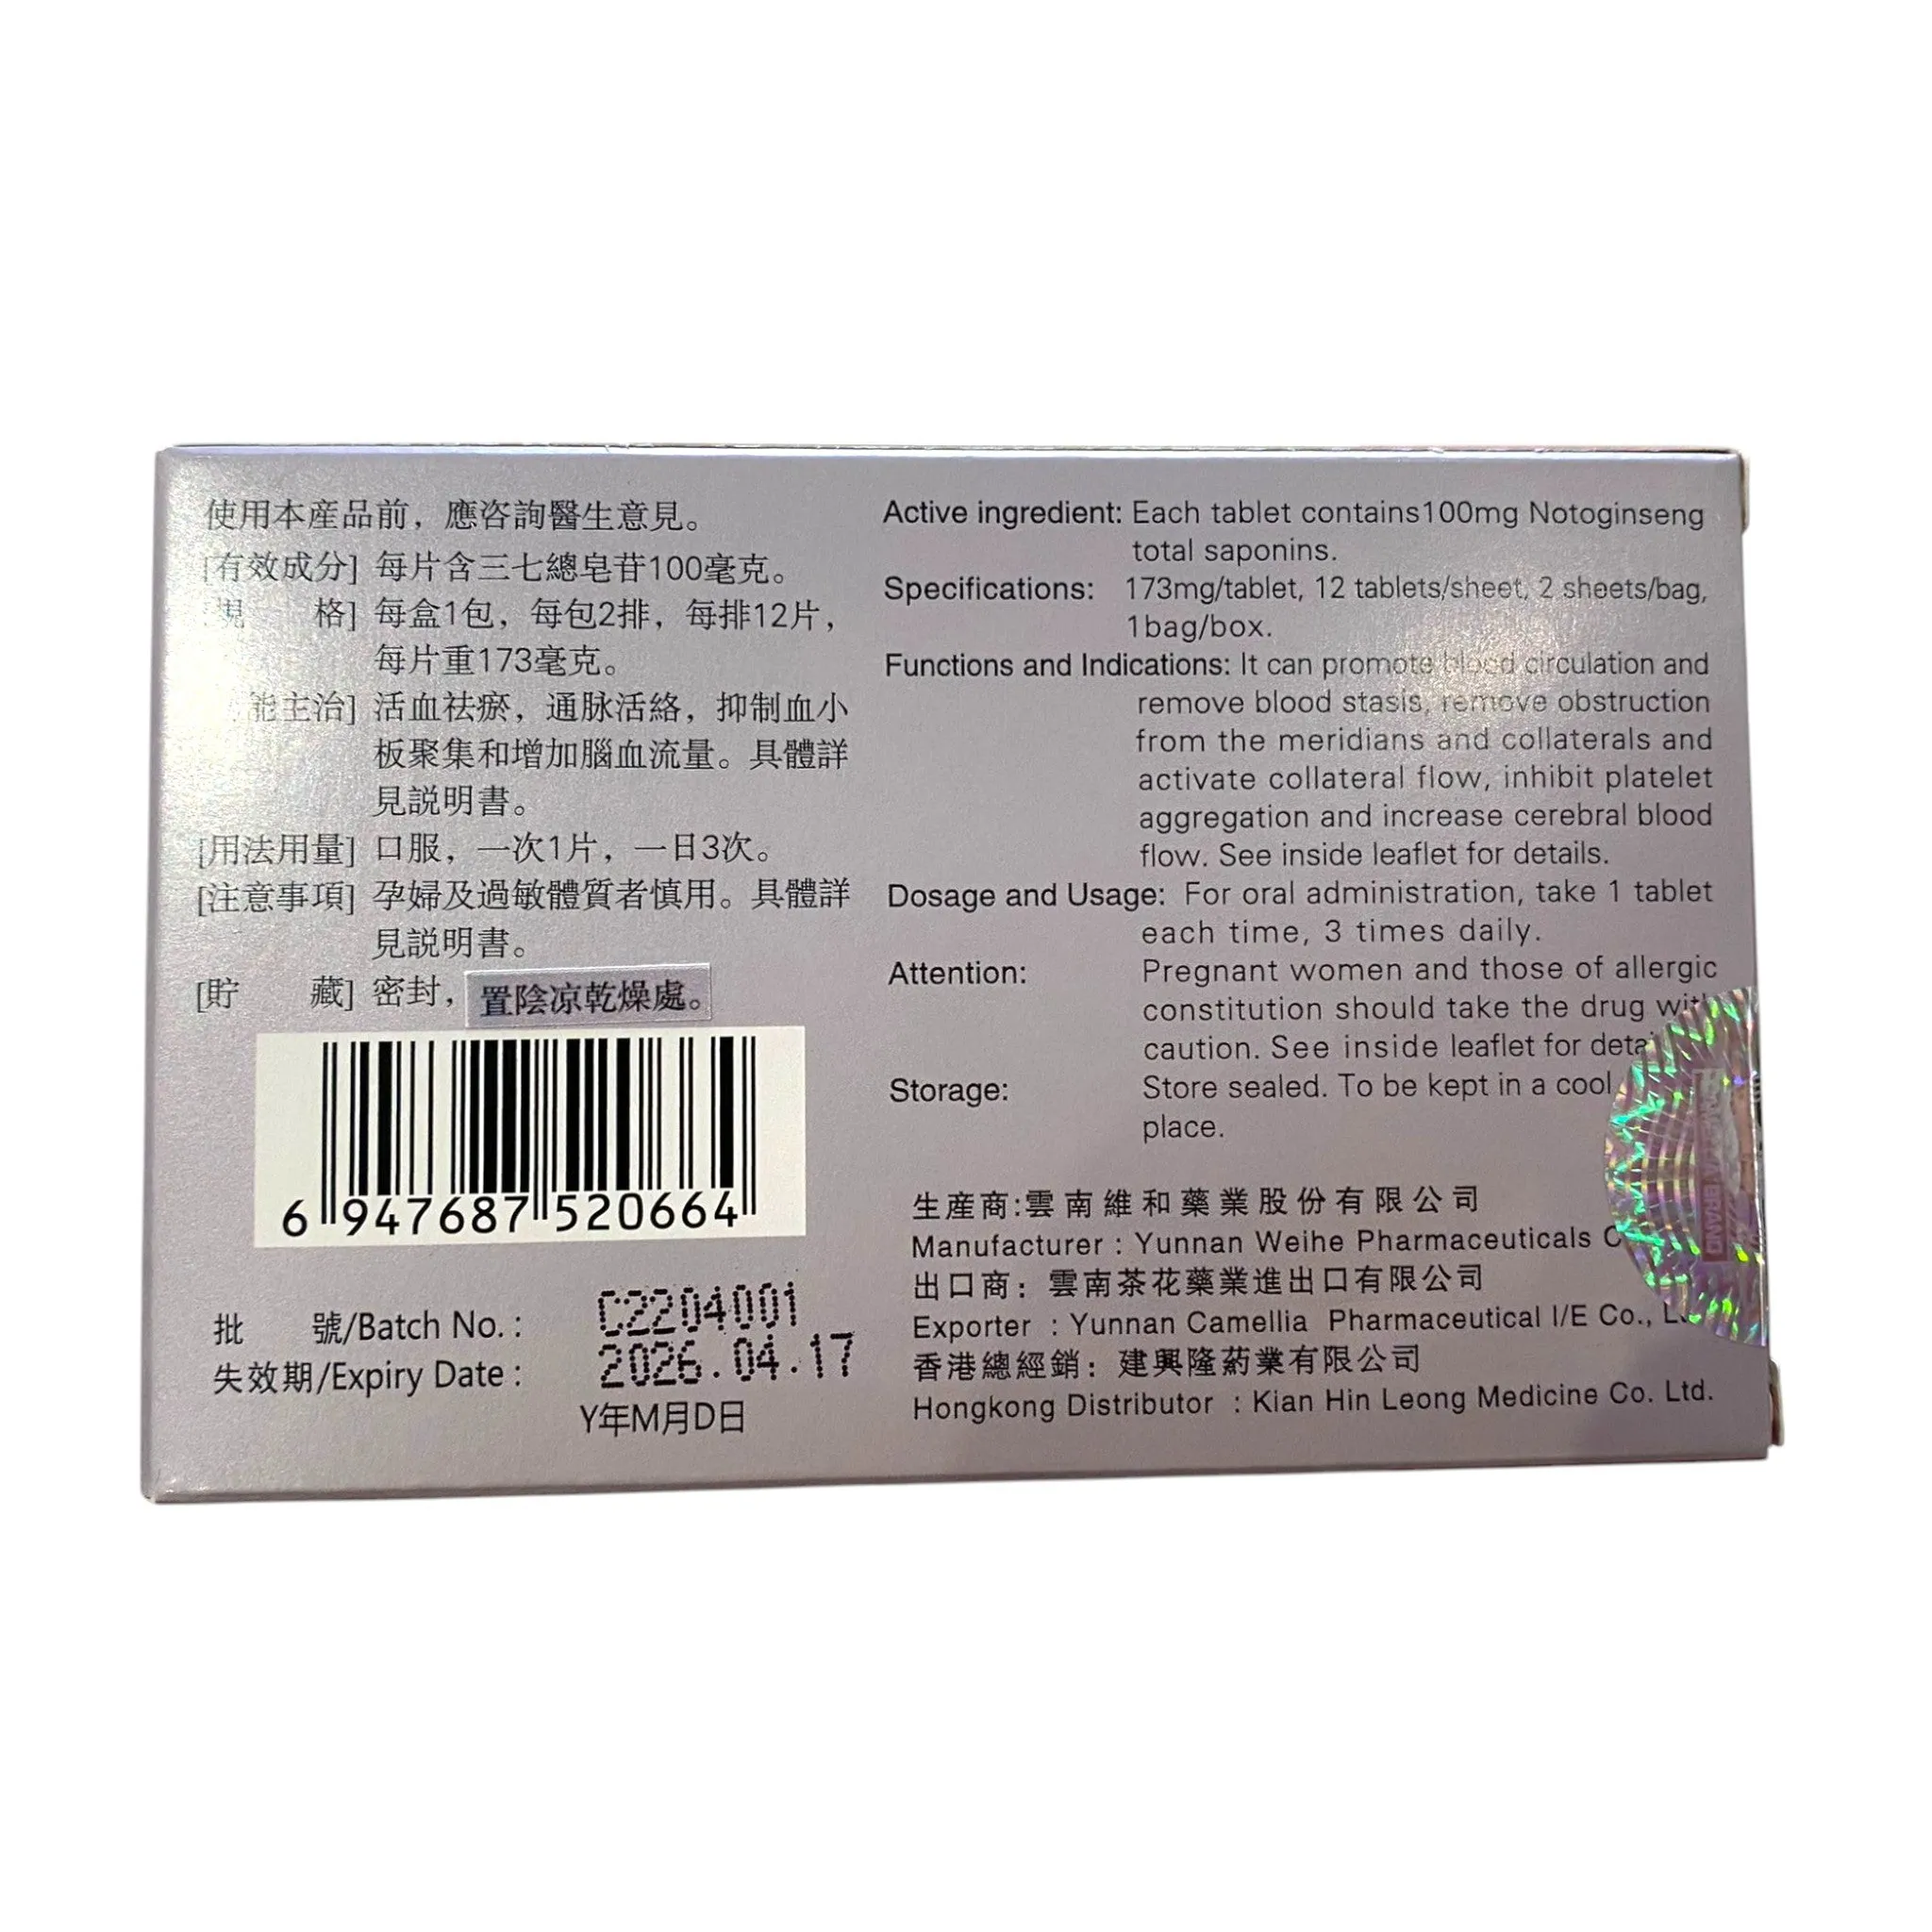 使用本產品前，應咨詢醫生意見。
[有效成分] 每片含三七總皂苷100毫克。
格] 每盒1包，每包2排，每排12片，
每片重173毫克。
能主治] 活血祛瘀，通脉活絡，抑制血小
板聚集和增加腦血流量。具體詳
見説明書。
[用法用量] 口服，一次1片，一日3次。
[注意事項] 孕婦及過敏體質者慎用。具體詳
見説明書。
[貯 藏] 密封，置陰凉乾燥處。
6 947687 520664
批 號/Batch No.: C2204001
失效期/Expiry Date: 2026.04.17
Y年M月D日
Active ingredient: Each tablet contains100mg Notoginseng
total saponins.
Specifications: 173mg/tablet, 12 tablets/sheet, 2 sheets/bag,
1bag/box.
Functions and Indications: It can promote blood circulation and
remove blood stasis, remove obstruction
from the meridians and collaterals and
activate collateral flow, inhibit platelet
aggregation and increase cerebral blood
flow. See inside leaflet for details.
Dosage and Usage: For oral administration, take 1 tablet
each time, 3 times daily.
Attention: Pregnant women and those of allergic
constitution should take the drug with
caution. See inside leaflet for
Storage: Store sealed. To be kept in a cool
place.
生産商:雲南維和藥業股份有限公司
Manufacturer : Yunnan Weihe Pharmaceuticals
出口商： 雲南茶花藥業進出口有限公司
Exporter : Yunnan Camellia Pharmaceutical I/E Co.,
香港總經銷： 建興隆葯業有限公司
Hongkong Distributor : Kian Hin Leong Medicine Co. Ltd.